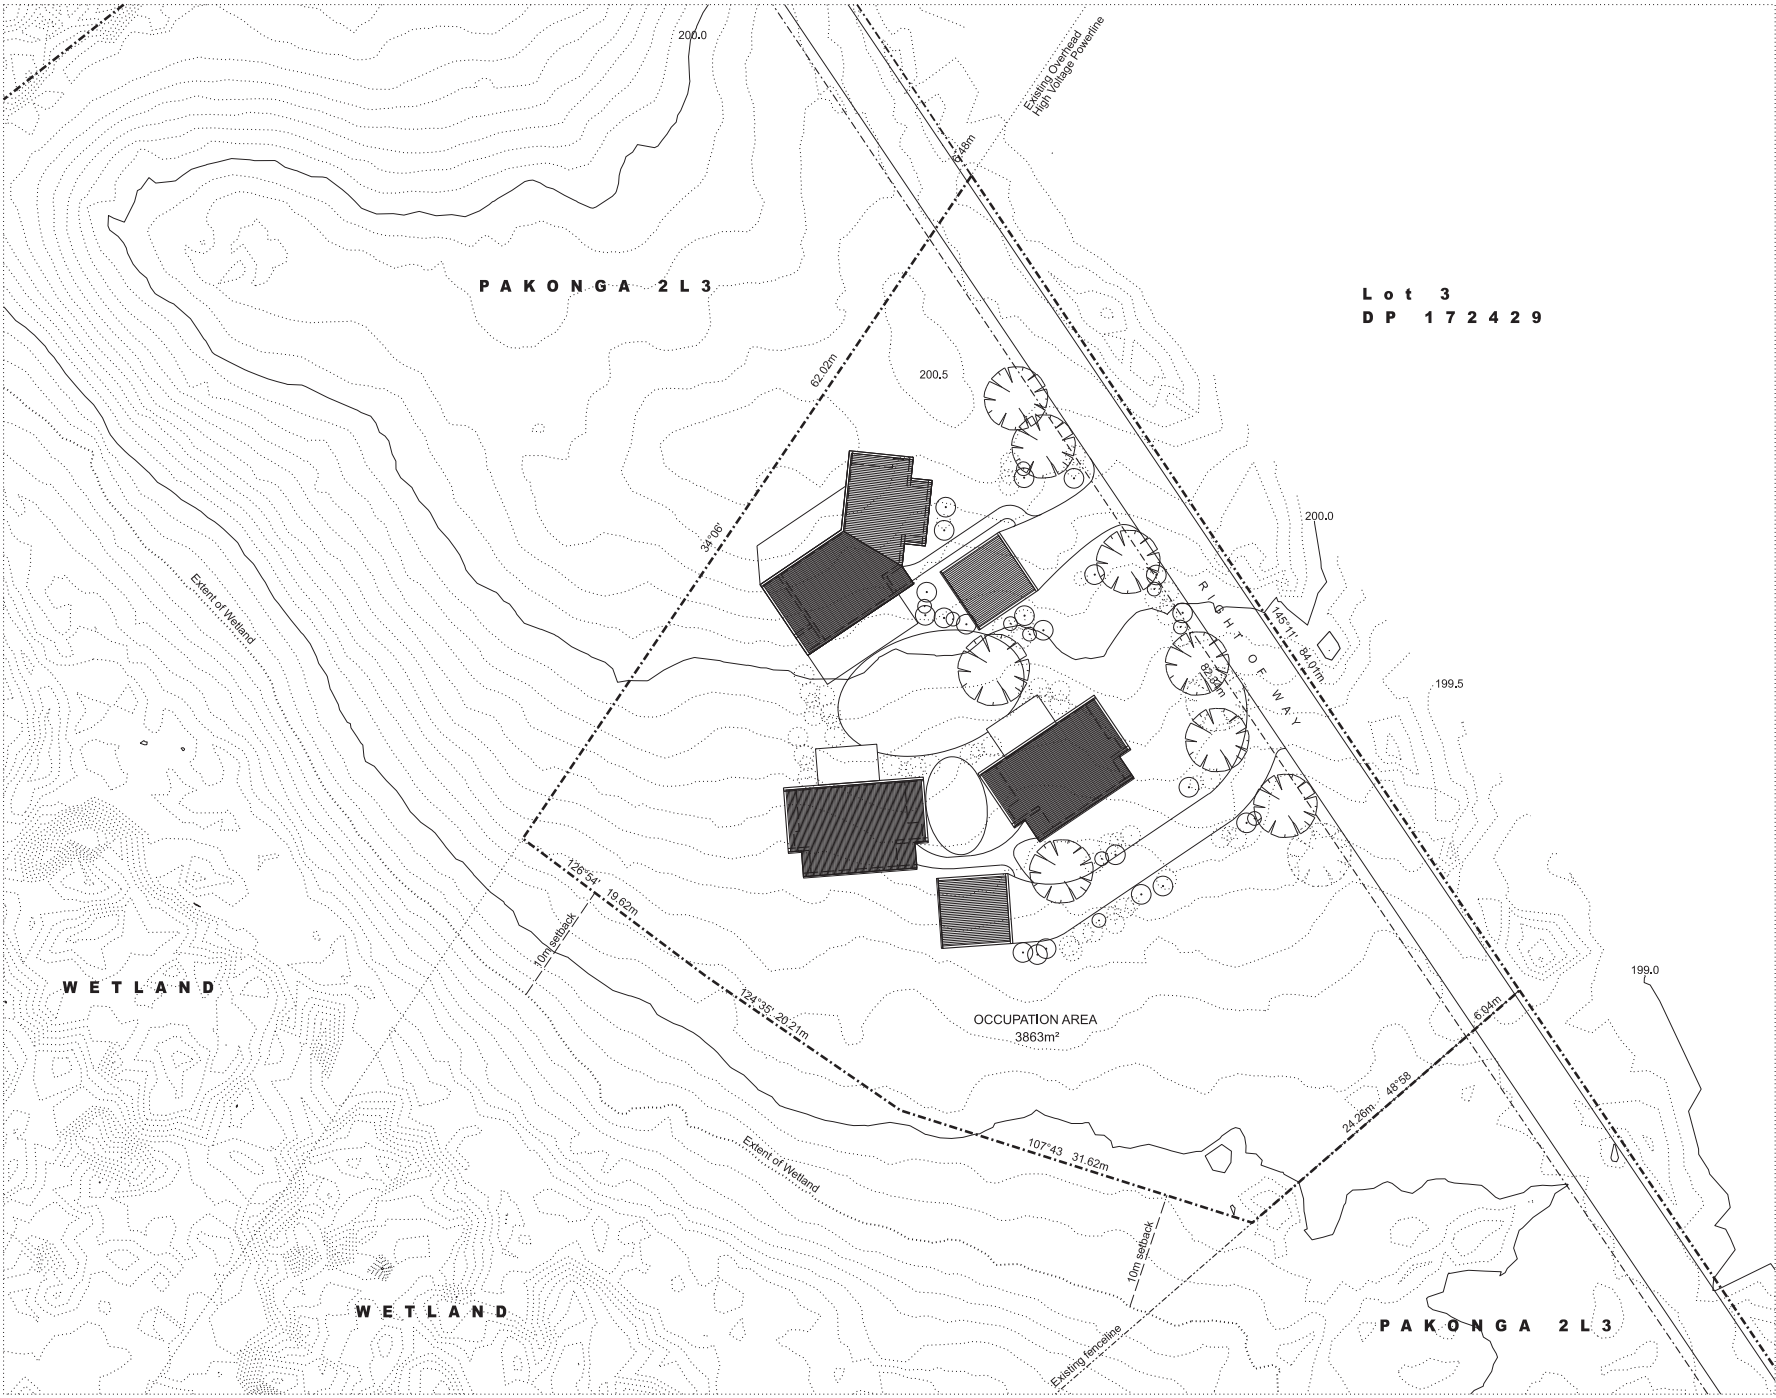 200.0
Existing Overhead
High Voltage Powerline
6.48m
PAKONGA 2L3
Lot 3
DP 172429
62.02m
200.5
34°06'
200.0
Extent of Wetland
RIGHT OF WAY
145°11' 84.01m
199.5
126°54' 19.62m
10m setback
WETLAND
199.0
124°35' 20.21m
OCCUPATION AREA
3863m²
6.04m
24.26m 48°58
Extent of Wetland
107°43 31.62m
10m setback
WETLAND
PAKONGA 2L3
Existing fenceline